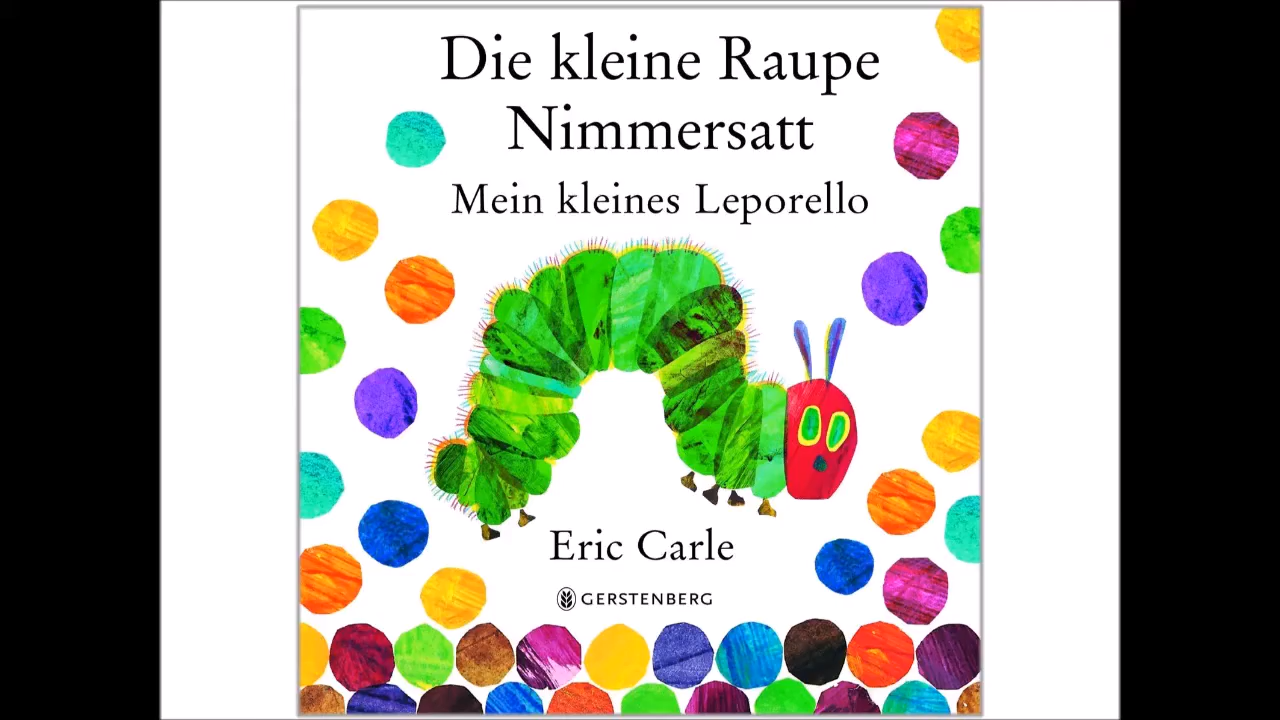 Die kleine Raupe
Nimmersatt
Mein kleines Leporello
Eric Carle
GERSTENBERG